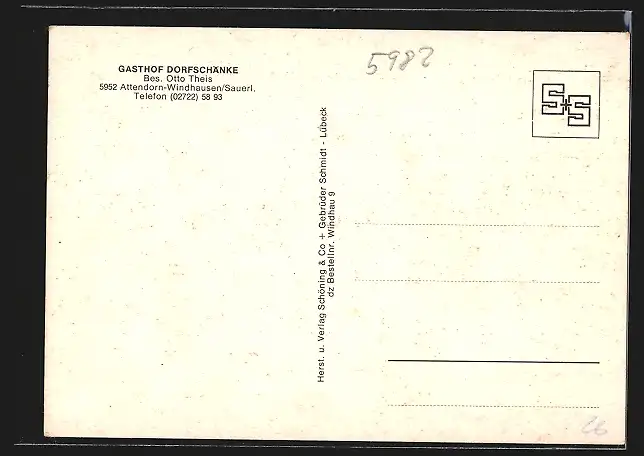 GASTHOF DORFSCHÄNKE
Bes. Otto Theis
5952 Attendorn-Windhausen/Sauerl.
Telefon (02722) 58 93
5982
S+S
Herst. u. Verlag Schöning & Co + Gebrüder Schmidt - Lübeck
dz Bestellnr. Windhau 9
26